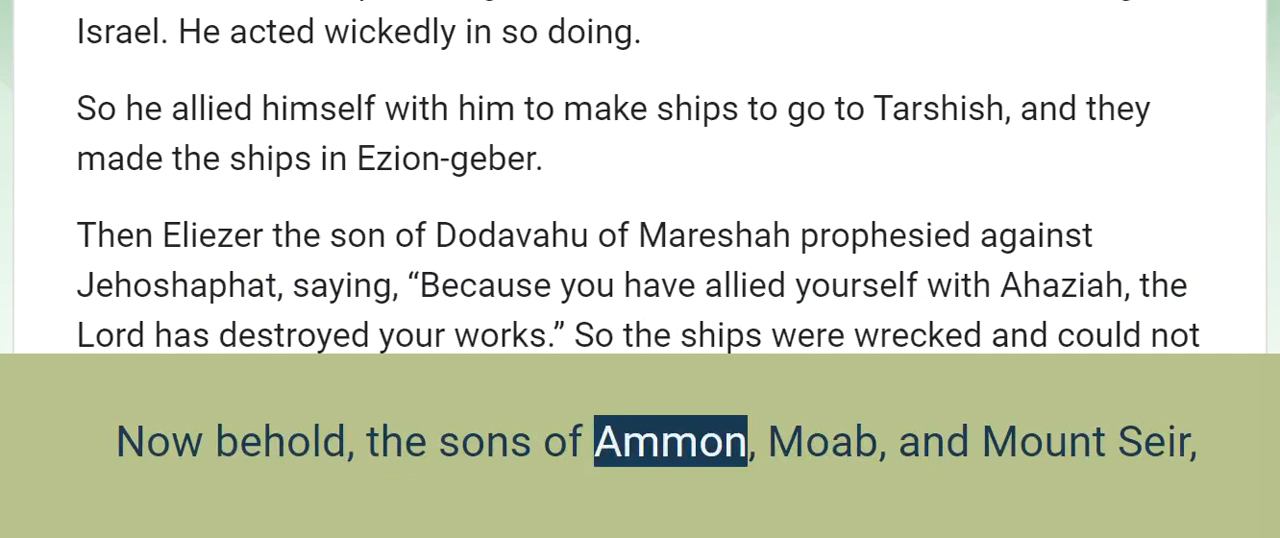 Israel. He acted wickedly in so doing.
So he allied himself with him to make ships to go to Tarshish, and they
made the ships in Ezion-geber.
Then Eliezer the son of Dodavahu of Mareshah prophesied against
Jehoshaphat, saying, “Because you have allied yourself with Ahaziah, the
Lord has destroyed your works.” So the ships were wrecked and could not
Now behold, the sons of Ammon, Moab, and Mount Seir,